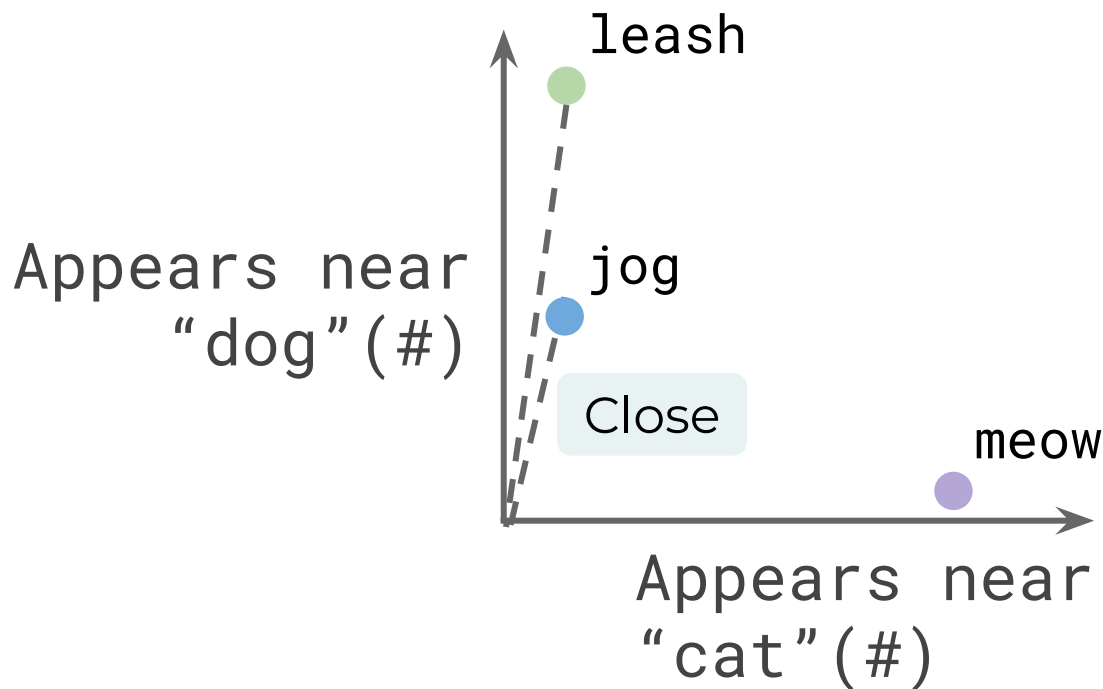 leash
jog
Appears near
“dog”(#)
Close
meow
Appears near
“cat”(#)